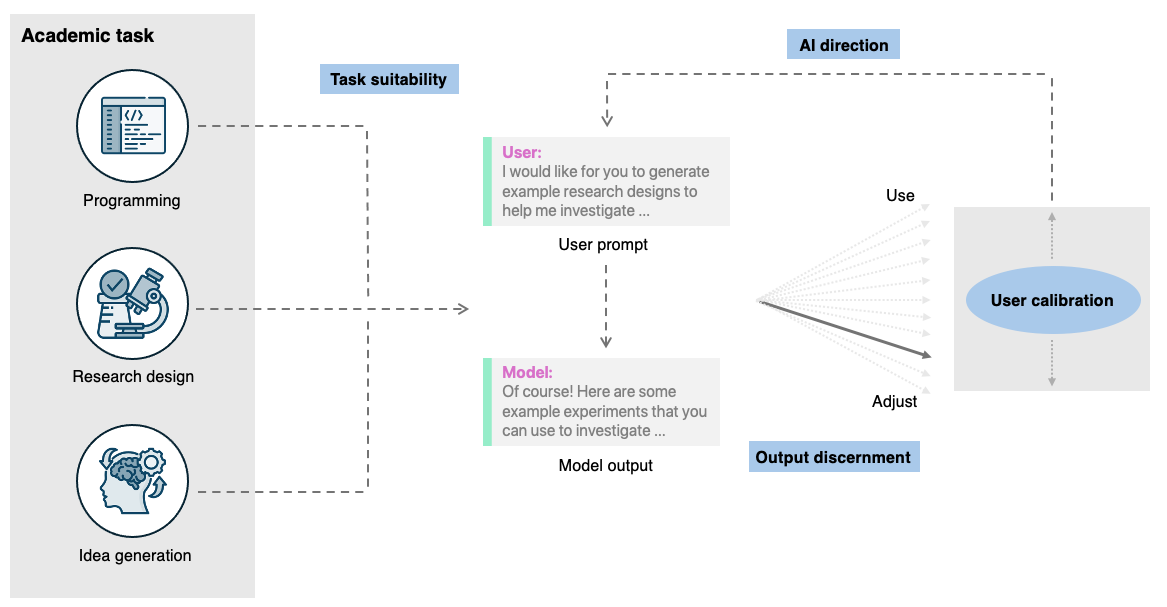 Academic task
Programming
Research design
Idea generation
Task suitability
AI direction
User:
I would like for you to generate
example research designs to
help me investigate ...
User prompt
Model:
Of course! Here are some
example experiments that you
can use to investigate ...
Model output
Use
Adjust
Output discernment
User calibration